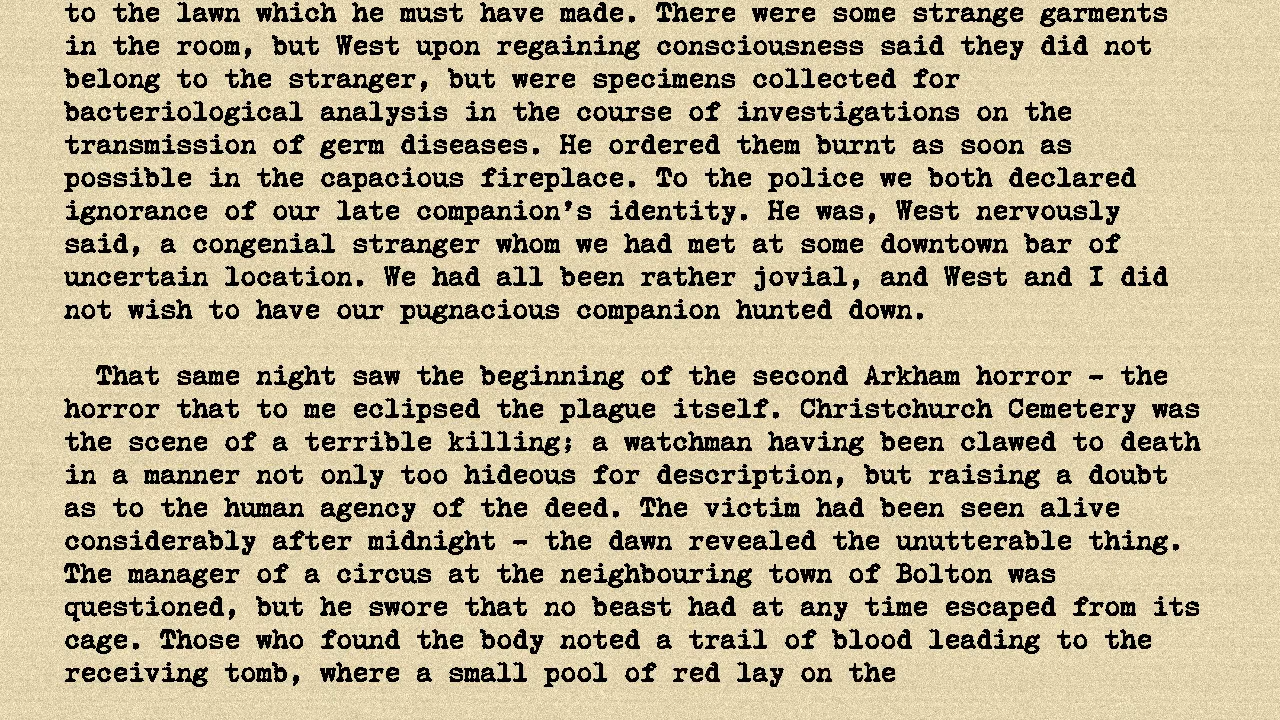 to the lawn which he must have made. There were some strange garments
in the room, but West upon regaining consciousness said they did not
belong to the stranger, but were specimens collected for
bacteriological analysis in the course of investigations on the
transmission of germ diseases. He ordered them burnt as soon as
possible in the capacious fireplace. To the police we both declared
ignorance of our late companion's identity. He was, West nervously
said, a congenial stranger whom we had met at some downtown bar of
uncertain location. We had all been rather jovial, and West and I did
not wish to have our pugnacious companion hunted down.

That same night saw the beginning of the second Arkham horror – the
horror that to me eclipsed the plague itself. Christchurch Cemetery was
the scene of a terrible killing; a watchman having been clawed to death
in a manner not only too hideous for description, but raising a doubt
as to the human agency of the deed. The victim had been seen alive
considerably after midnight – the dawn revealed the unutterable thing.
The manager of a circus at the neighbouring town of Bolton was
questioned, but he swore that no beast had at any time escaped from its
cage. Those who found the body noted a trail of blood leading to the
receiving tomb, where a small pool of red lay on the